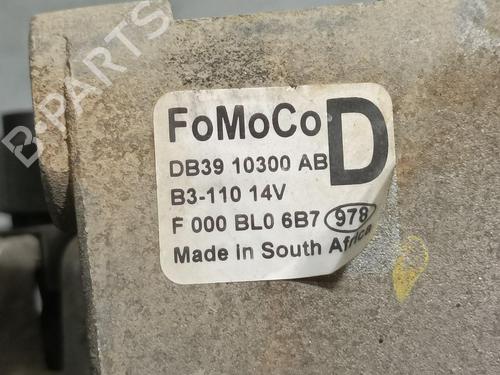 B-PARTS
FoMoCo D
DB39 10300 AB
B3-110 14V
F 000 BL0 6B7 978
Made in South Africa